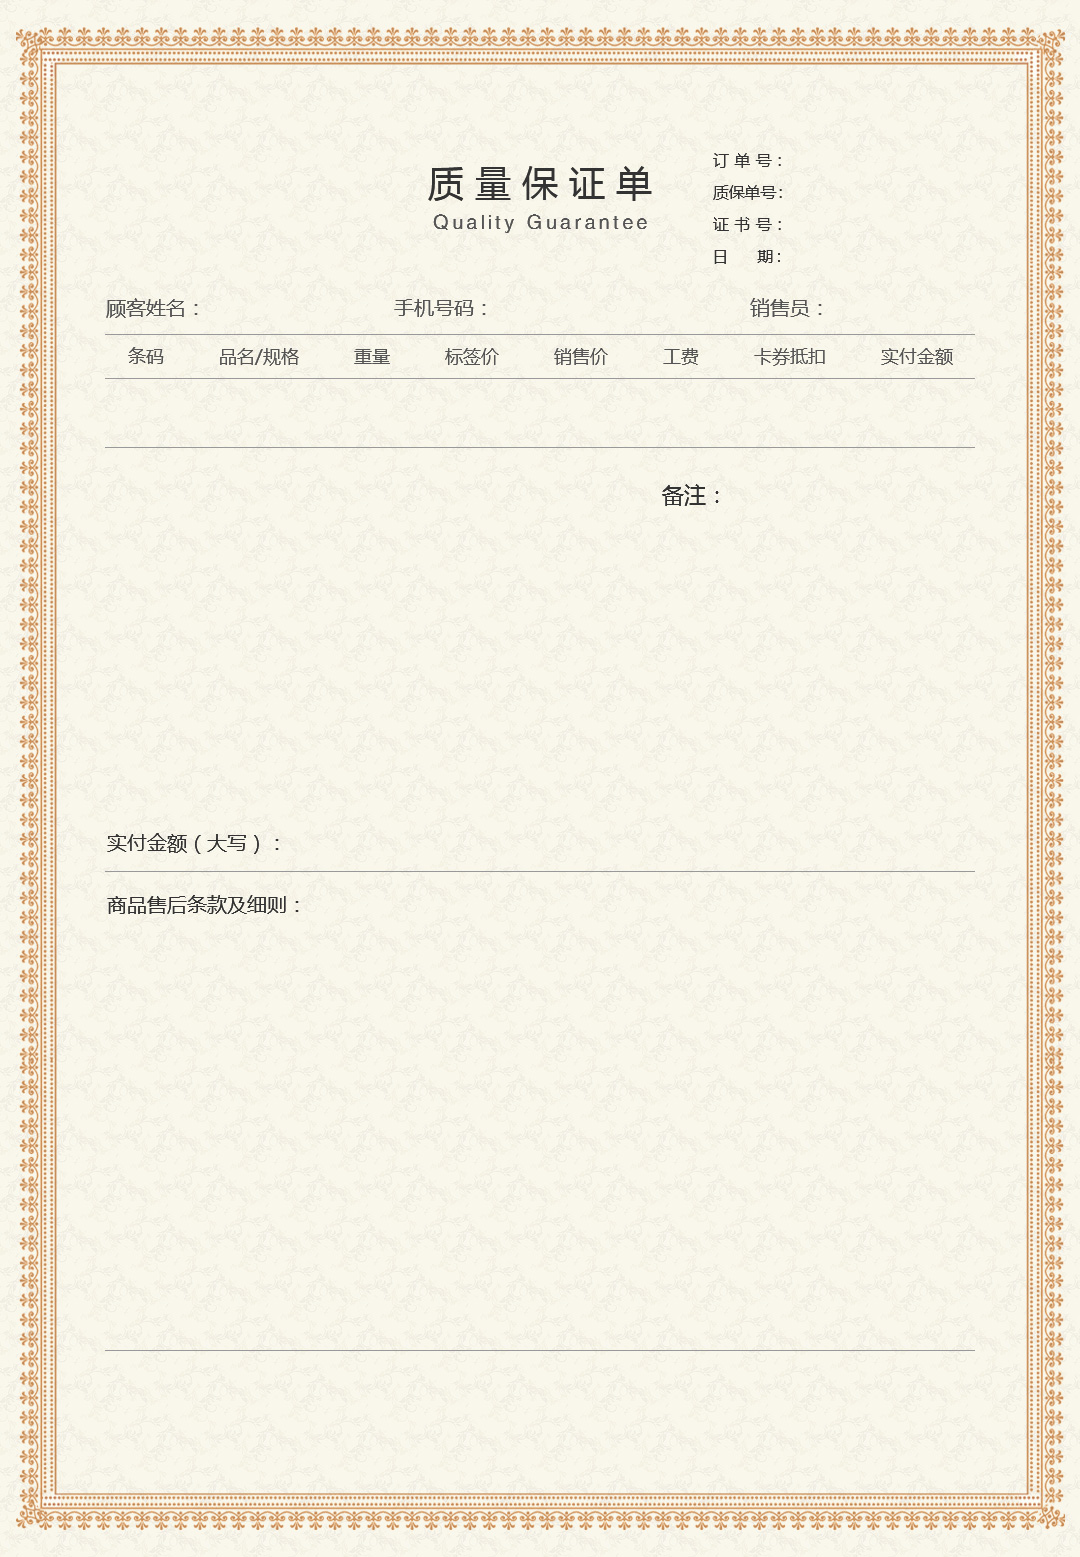 质量保证单
Quality Guarantee
订单号：
质保单号：
证书号：
日 期：
顾客姓名： 手机号码： 销售员：
条码 品名/规格 重量 标签价 销售价 工费 卡券抵扣 实付金额
备注：
实付金额（大写）：
商品售后条款及细则：